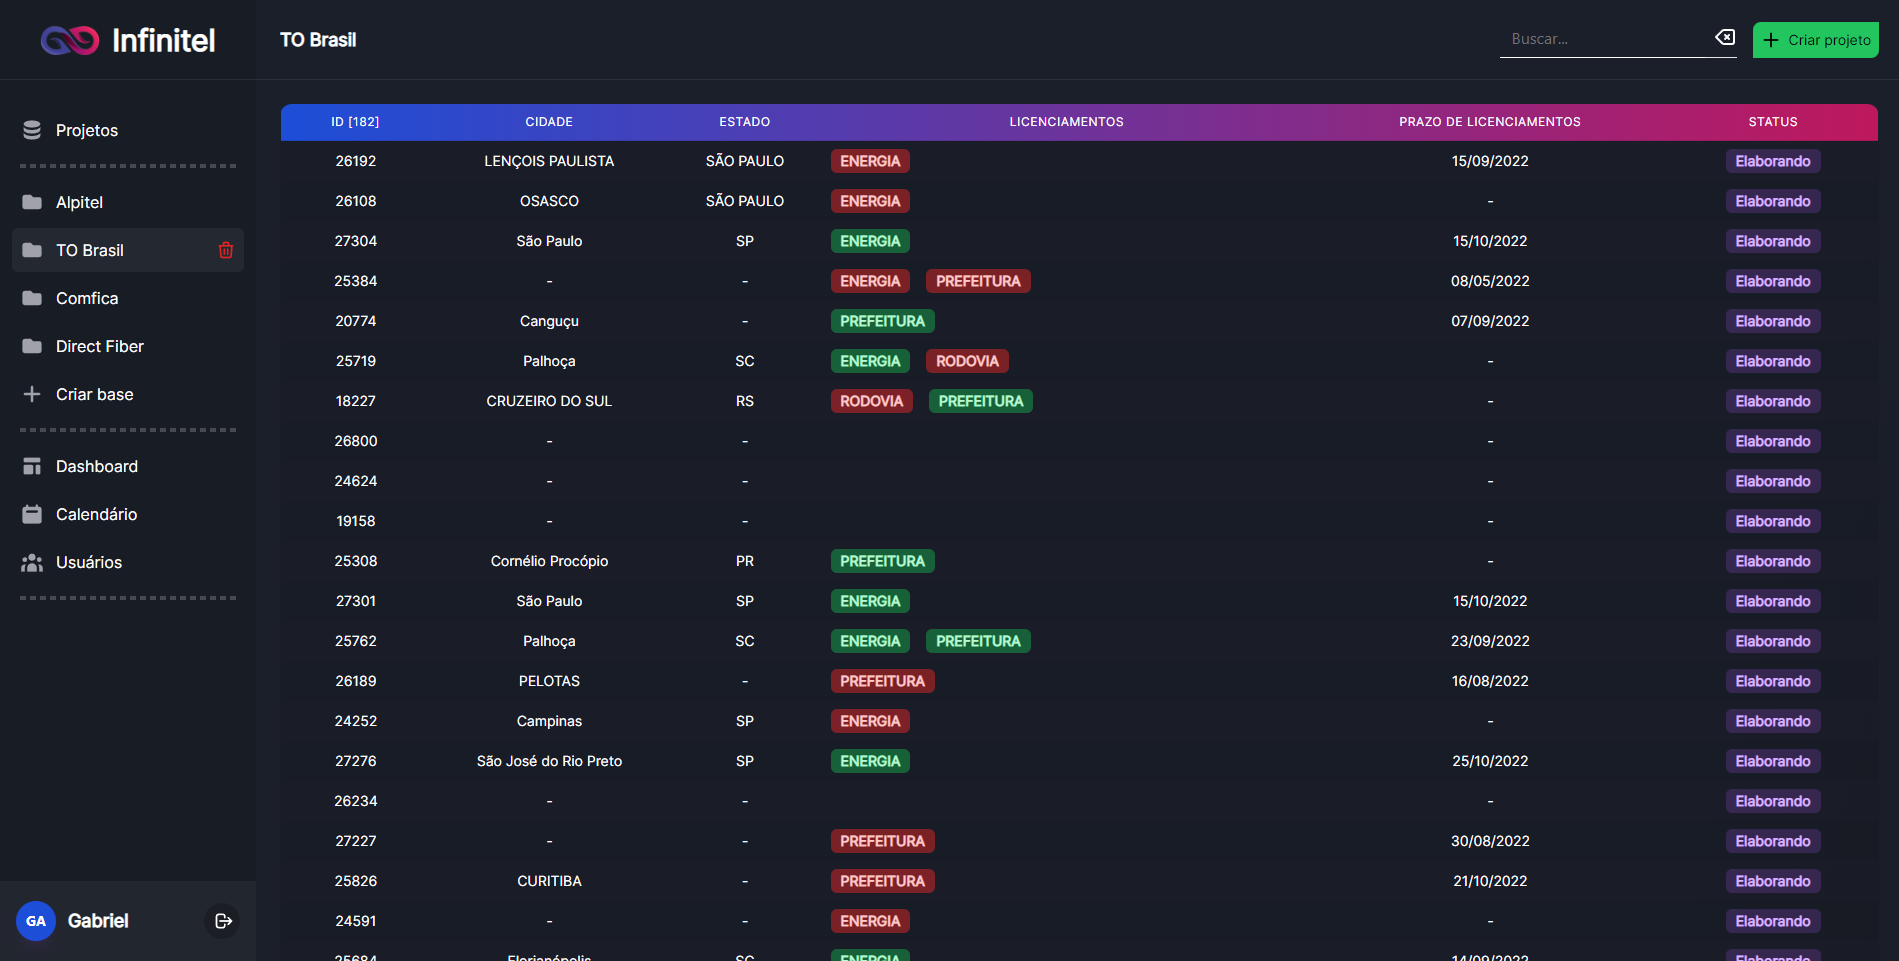 Infinitel
TO Brasil
Buscar...
Criar projeto
Projetos
Alpitel
TO Brasil
Comfica
Direct Fiber
Criar base
Dashboard
Calendário
Usuários
GA Gabriel
ID [182] CIDADE ESTADO LICENCIAMENTOS PRAZO DE LICENCIAMENTOS STATUS
26192 LENÇOIS PAULISTA SÃO PAULO ENERGIA 15/09/2022 Elaborando
26108 OSASCO SÃO PAULO ENERGIA - Elaborando
27304 São Paulo SP ENERGIA 15/10/2022 Elaborando
25384 - - ENERGIA PREFEITURA 08/05/2022 Elaborando
20774 Canguçu - PREFEITURA 07/09/2022 Elaborando
25719 Palhoça SC ENERGIA RODOVIA - Elaborando
18227 CRUZEIRO DO SUL RS RODOVIA PREFEITURA - Elaborando
26800 - - - Elaborando
24624 - - - Elaborando
19158 - - - Elaborando
25308 Cornélio Procópio PR PREFEITURA - Elaborando
27301 São Paulo SP ENERGIA 15/10/2022 Elaborando
25762 Palhoça SC ENERGIA PREFEITURA 23/09/2022 Elaborando
26189 PELOTAS - PREFEITURA 16/08/2022 Elaborando
24252 Campinas SP ENERGIA - Elaborando
27276 São José do Rio Preto SP ENERGIA 25/10/2022 Elaborando
26234 - - - Elaborando
27227 - - PREFEITURA 30/08/2022 Elaborando
25826 CURITIBA - PREFEITURA 21/10/2022 Elaborando
24591 - - ENERGIA - Elaborando
25684 Florianópolis SC ENERGIA 14/09/2022 Elaborando